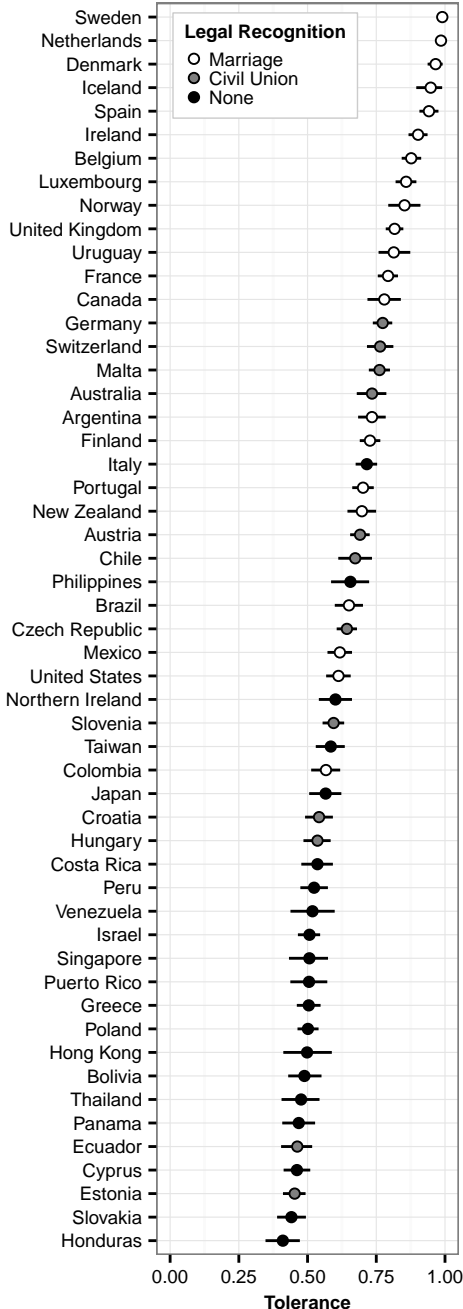 Legal Recognition
Marriage
Civil Union
None
Sweden
Netherlands
Denmark
Iceland
Spain
Ireland
Belgium
Luxembourg
Norway
United Kingdom
Uruguay
France
Canada
Germany
Switzerland
Malta
Australia
Argentina
Finland
Italy
Portugal
New Zealand
Austria
Chile
Philippines
Brazil
Czech Republic
Mexico
United States
Northern Ireland
Slovenia
Taiwan
Colombia
Japan
Croatia
Hungary
Costa Rica
Peru
Venezuela
Israel
Singapore
Puerto Rico
Greece
Poland
Hong Kong
Bolivia
Thailand
Panama
Ecuador
Cyprus
Estonia
Slovakia
Honduras
0.00 0.25 0.50 0.75 1.00
Tolerance